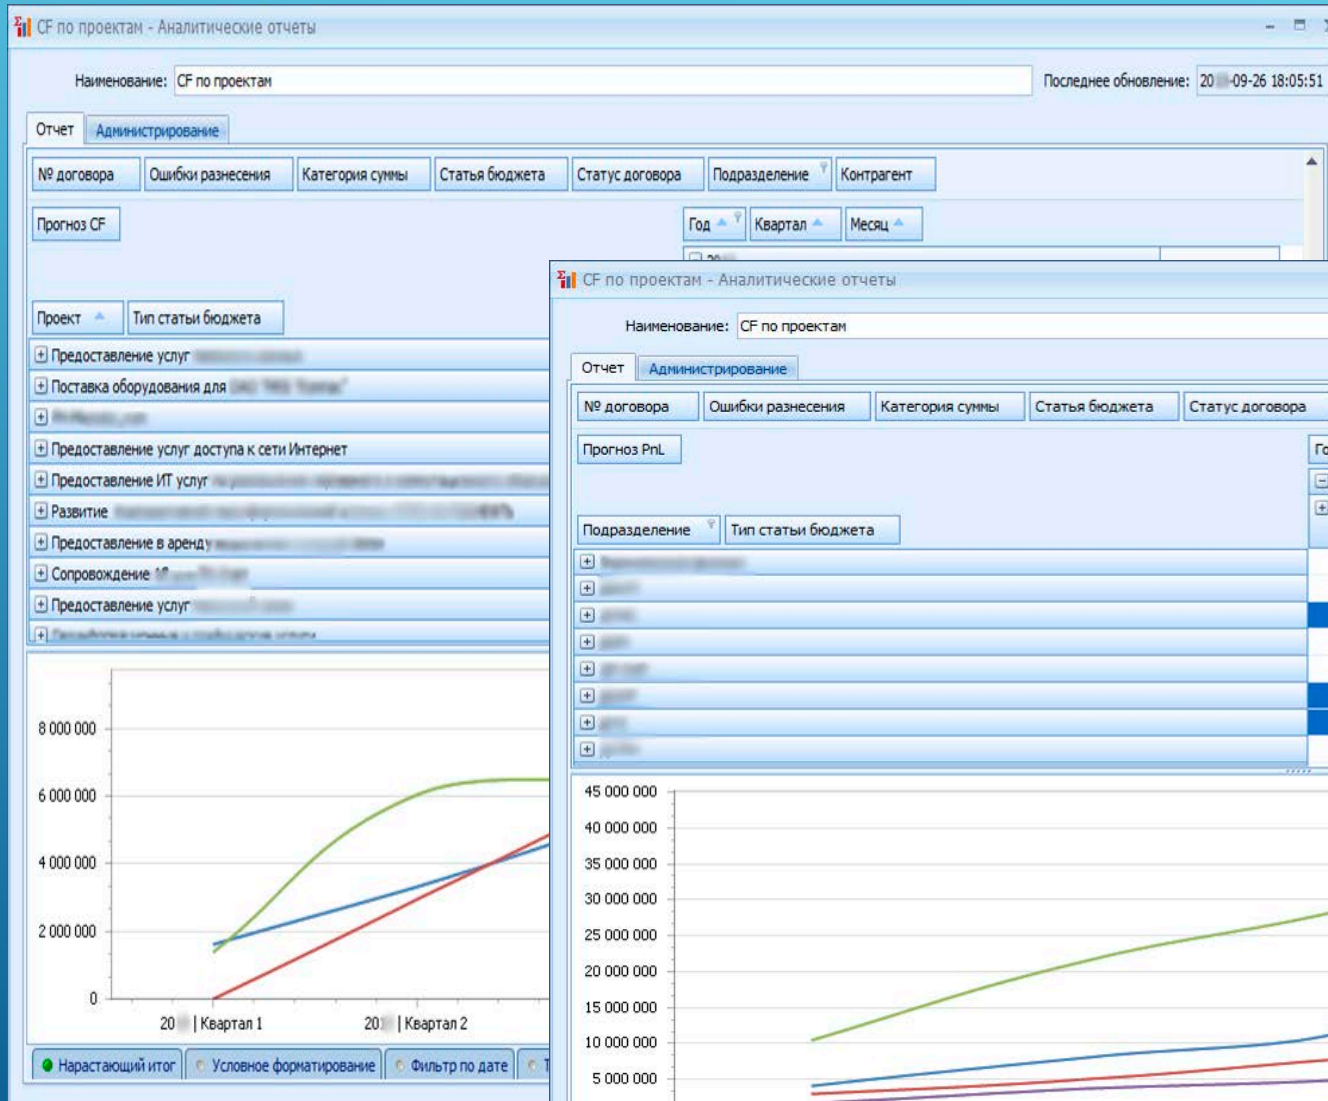 CF по проектам - Аналитические отчеты
Наименование: CF по проектам Последнее обновление: 20 -09-26 18:05:51
Отчет Администрирование
№ договора Ошибки разнесения Категория суммы Статья бюджета Статус договора Подразделение Контрагент
Прогноз CF Год Квартал Месяц
Проект Тип статьи бюджета
Предоставление услуг
Поставка оборудования для
Предоставление услуг доступа к сети Интернет
Предоставление ИТ услуг
Развитие
Предоставление в аренду
Сопровождение
Предоставление услуг
8 000 000
6 000 000
4 000 000
2 000 000
0
20 | Квартал 1 20 | Квартал 2
Нарастающий итог Условное форматирование Фильтр по дате Т
CF по проектам - Аналитические отчеты
Наименование: CF по проектам
Отчет Администрирование
№ договора Ошибки разнесения Категория суммы Статья бюджета Статус договора
Прогноз PnL Го
Подразделение Тип статьи бюджета
45 000 000
40 000 000
35 000 000
30 000 000
25 000 000
20 000 000
15 000 000
10 000 000
5 000 000